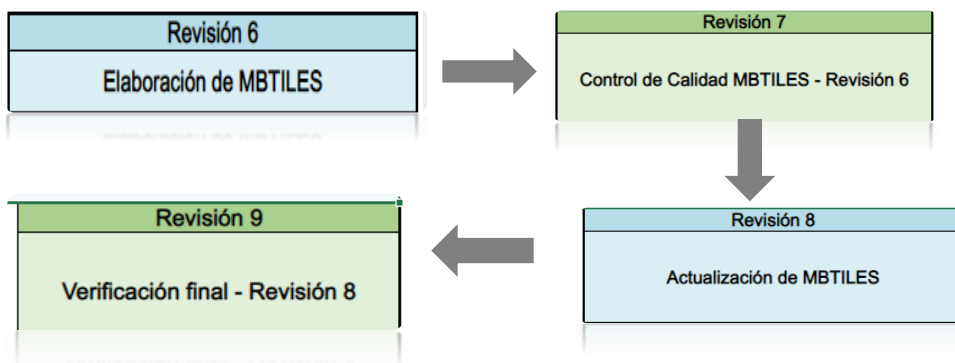 Revisión 6
Elaboración de MBTILES
Revisión 7
Control de Calidad MBTILES - Revisión 6
Revisión 8
Actualización de MBTILES
Revisión 9
Verificación final - Revisión 8